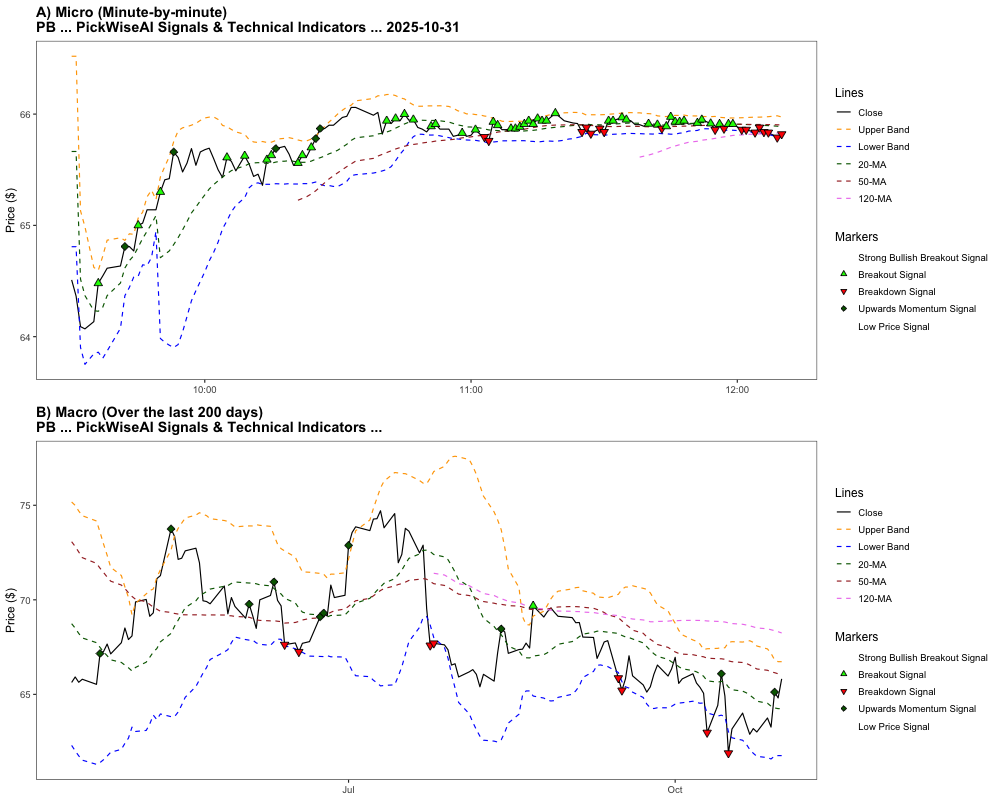 A) Micro (Minute-by-minute)
PB ... PickWiseAI Signals & Technical Indicators ... 2025-10-31
Price ($)
66
65
64
10:00
11:00
12:00
Lines
Close
Upper Band
Lower Band
20-MA
50-MA
120-MA
Markers
Strong Bullish Breakout Signal
Breakout Signal
Breakdown Signal
Upwards Momentum Signal
Low Price Signal
B) Macro (Over the last 200 days)
PB ... PickWiseAI Signals & Technical Indicators ...
Price ($)
75
70
65
Jul
Oct
Lines
Close
Upper Band
Lower Band
20-MA
50-MA
120-MA
Markers
Strong Bullish Breakout Signal
Breakout Signal
Breakdown Signal
Upwards Momentum Signal
Low Price Signal